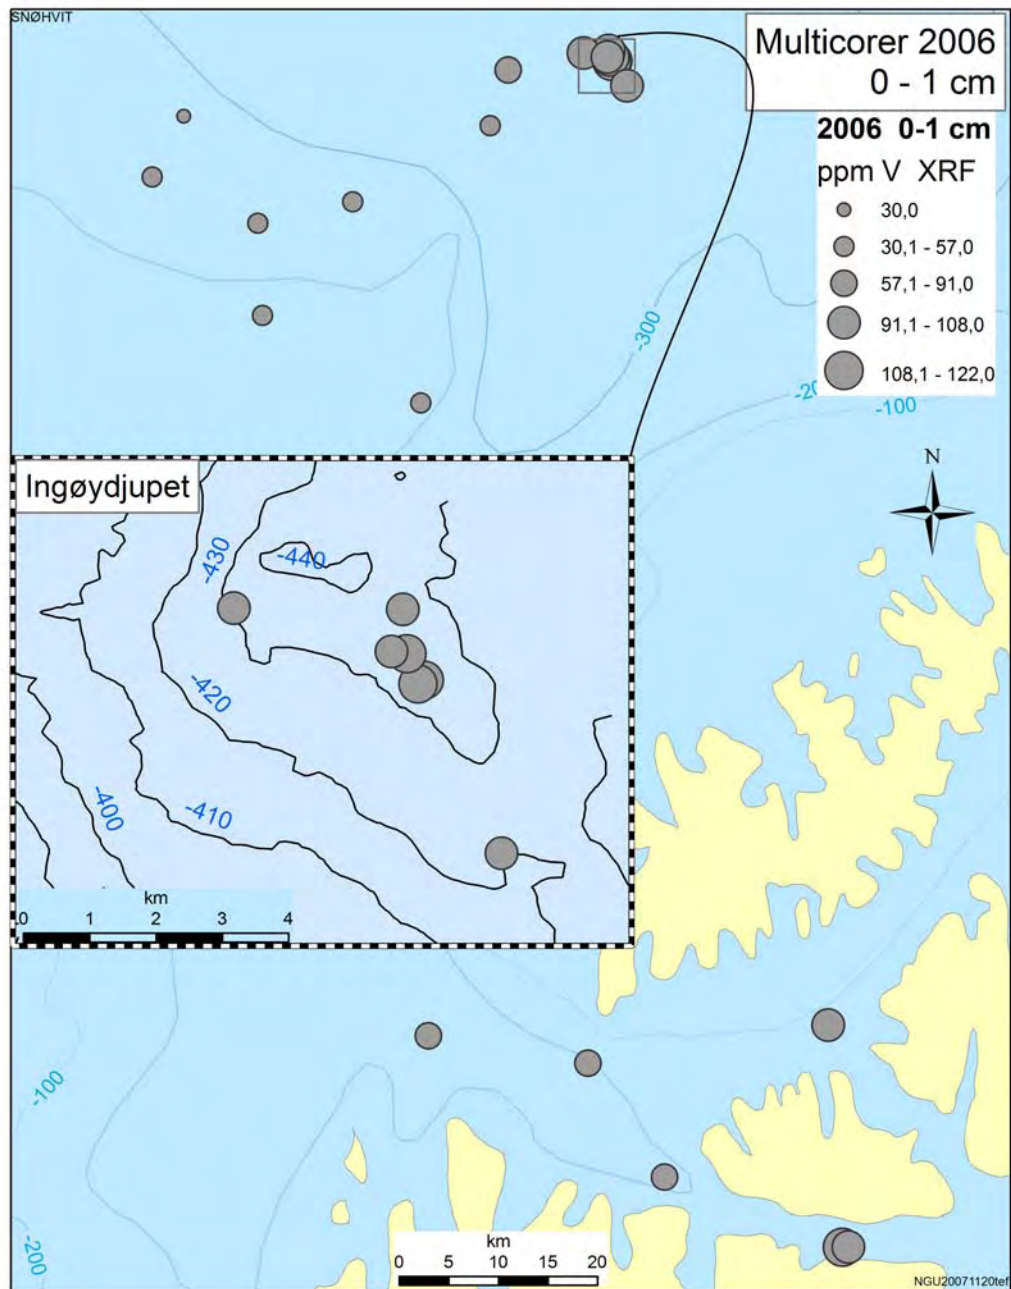 SNØHVIT
Multicorer 2006
0 - 1 cm
2006 0-1 cm
ppm V XRF
30,0
30,1 - 57,0
57,1 - 91,0
91,1 - 108,0
108,1 - 122,0
-300
-100
N
Ingøydjupet
-430
-440
-420
-400
-410
km
0 1 2 3 4
-100
-200
km
0 5 10 15 20
NGU20071120tef